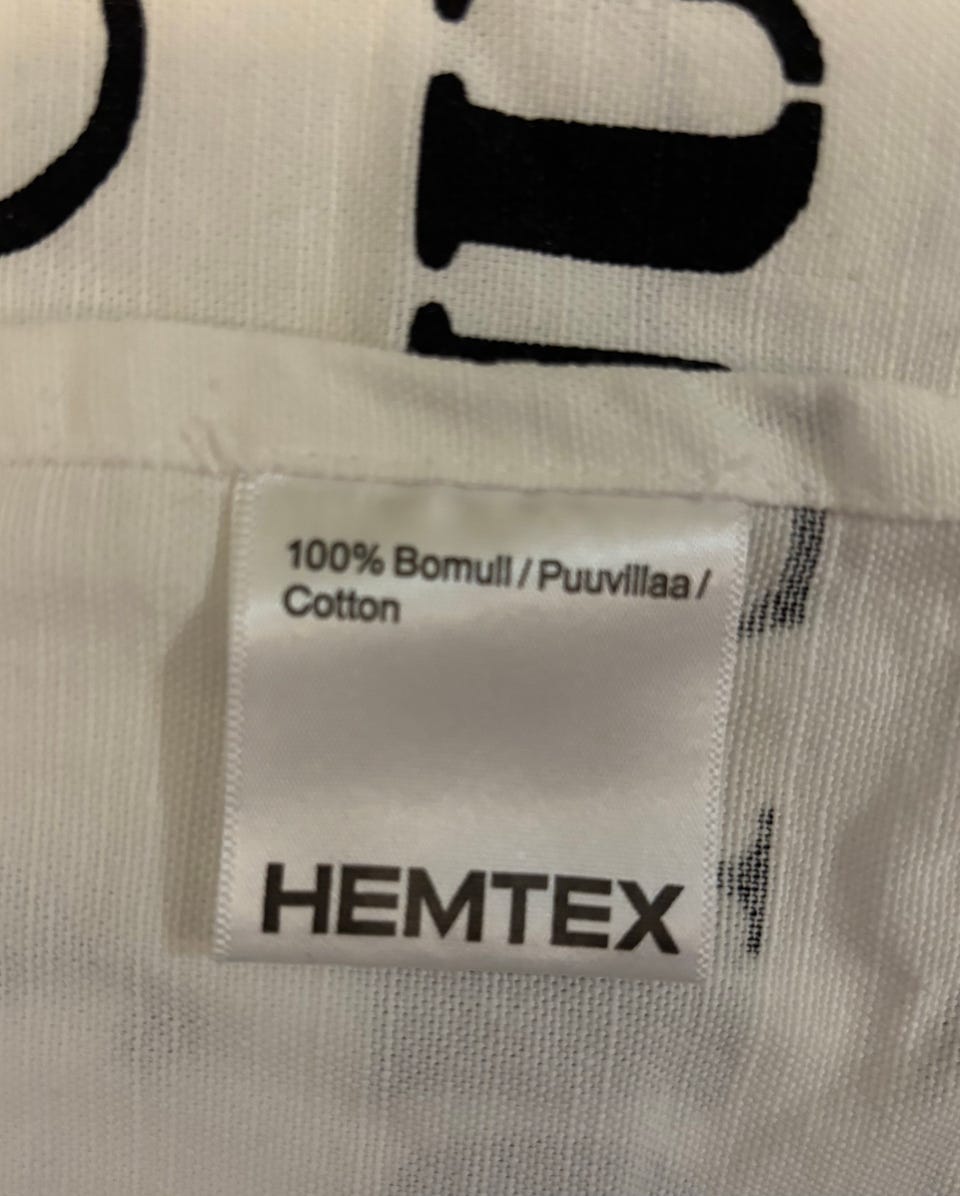 100% Bomull / Puuvillaa /
Cotton
HEMTEX